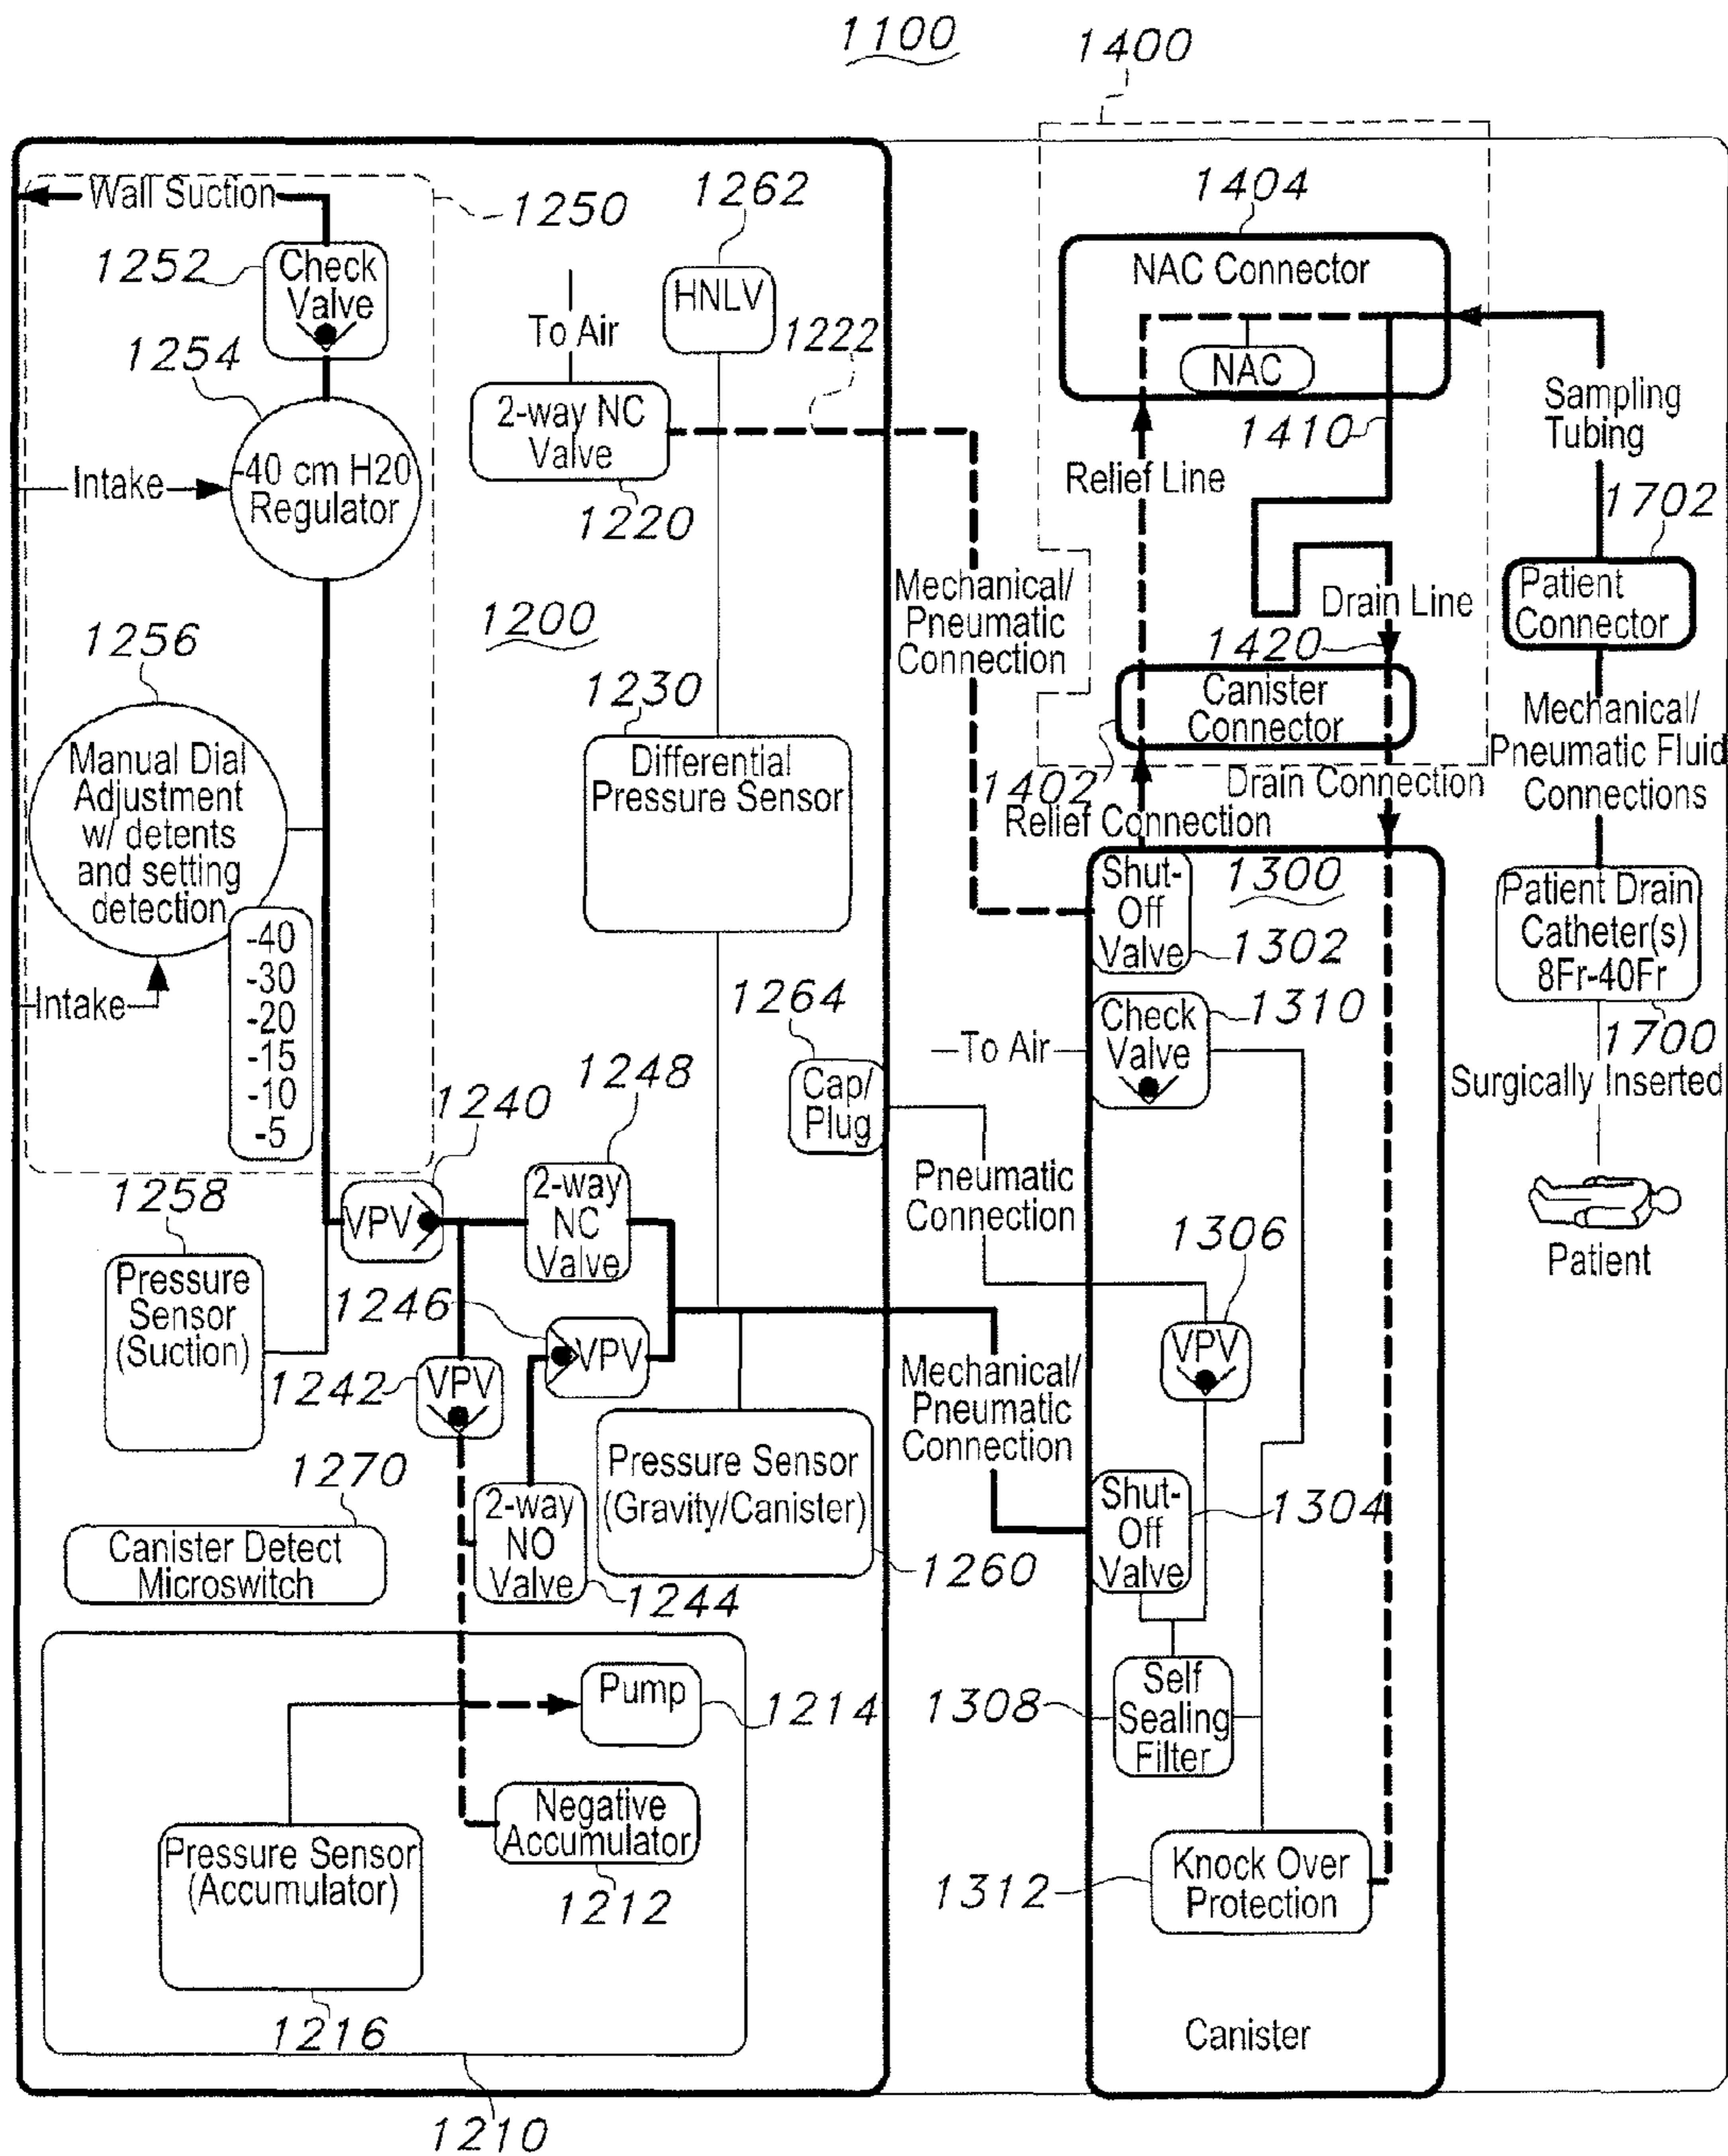 1100
1400
Wall Suction
1250
1252
Check
Valve
1254
-40 cm H20
Regulator
Intake
1256
Manual Dial
Adjustment
w/ detents
and setting
detection
Intake
-40
-30
-20
-15
-10
-5
1262
HNLV
To Air
1222
2-way NC
Valve
1220
1200
1230
Differential
Pressure Sensor
1264
Cap/
Plug
1240
VPV
1248
2-way
NC
Valve
1258
Pressure
Sensor
(Suction)
1246
VPV
1242
VPV
1270
Canister Detect
Microswitch
2-way
NO
Valve
1244
Pressure Sensor
(Gravity/Canister)
1260
Pump
1214
Negative
Accumulator
1212
Pressure Sensor
(Accumulator)
1216
1210
1404
NAC Connector
NAC
1410
Relief Line
Mechanical/
Pneumatic
Connection
Drain Line
1420
Canister
Connector
1402
Drain Connection
Relief Connection
Sampling
Tubing
1702
Patient
Connector
Mechanical/
Pneumatic Fluid
Connections
Patient Drain
Catheter(s)
8Fr-40Fr
1700
Surgically Inserted
Patient
Shut-
Off
Valve
1300
1302
To Air
Check
Valve
1310
Pneumatic
Connection
1306
VPV
Mechanical/
Pneumatic
Connection
Shut-
Off
Valve
1304
1308
Self
Sealing
Filter
1312
Knock Over
Protection
Canister